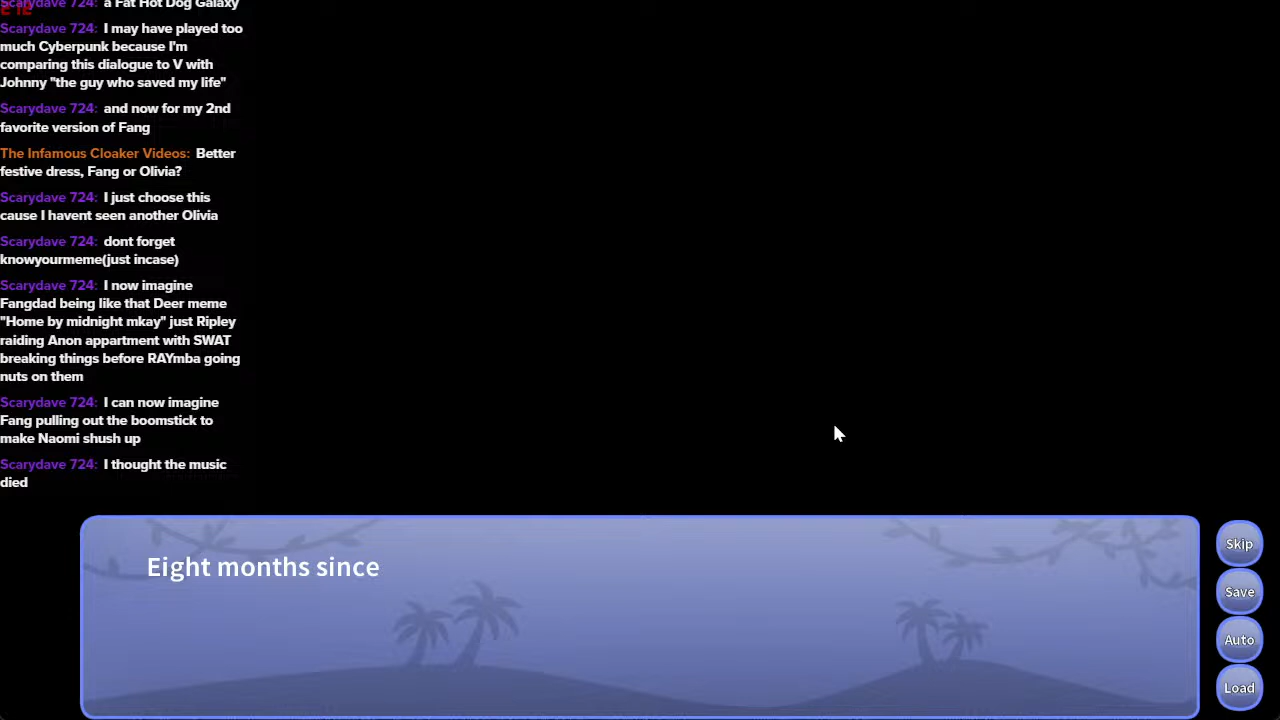 Scarydave 724: a Fat Hot Dog Galaxy
Scarydave 724: I may have played too
much Cyberpunk because I'm
comparing this dialogue to V with
Johnny "the guy who saved my life"
Scarydave 724: and now for my 2nd
favorite version of Fang
The Infamous Cloaker Videos: Better
festive dress, Fang or Olivia?
Scarydave 724: I just choose this
cause I havent seen another Olivia
Scarydave 724: dont forget
knowyourmeme(just incase)
Scarydave 724: I now imagine
Fangdad being like that Deer meme
"Home by midnight mkay" just Ripley
raiding Anon appartment with SWAT
breaking things before RAYmba going
nuts on them
Scarydave 724: I can now imagine
Fang pulling out the boomstick to
make Naomi shush up
Scarydave 724: I thought the music
died
Eight months since
Skip
Save
Auto
Load